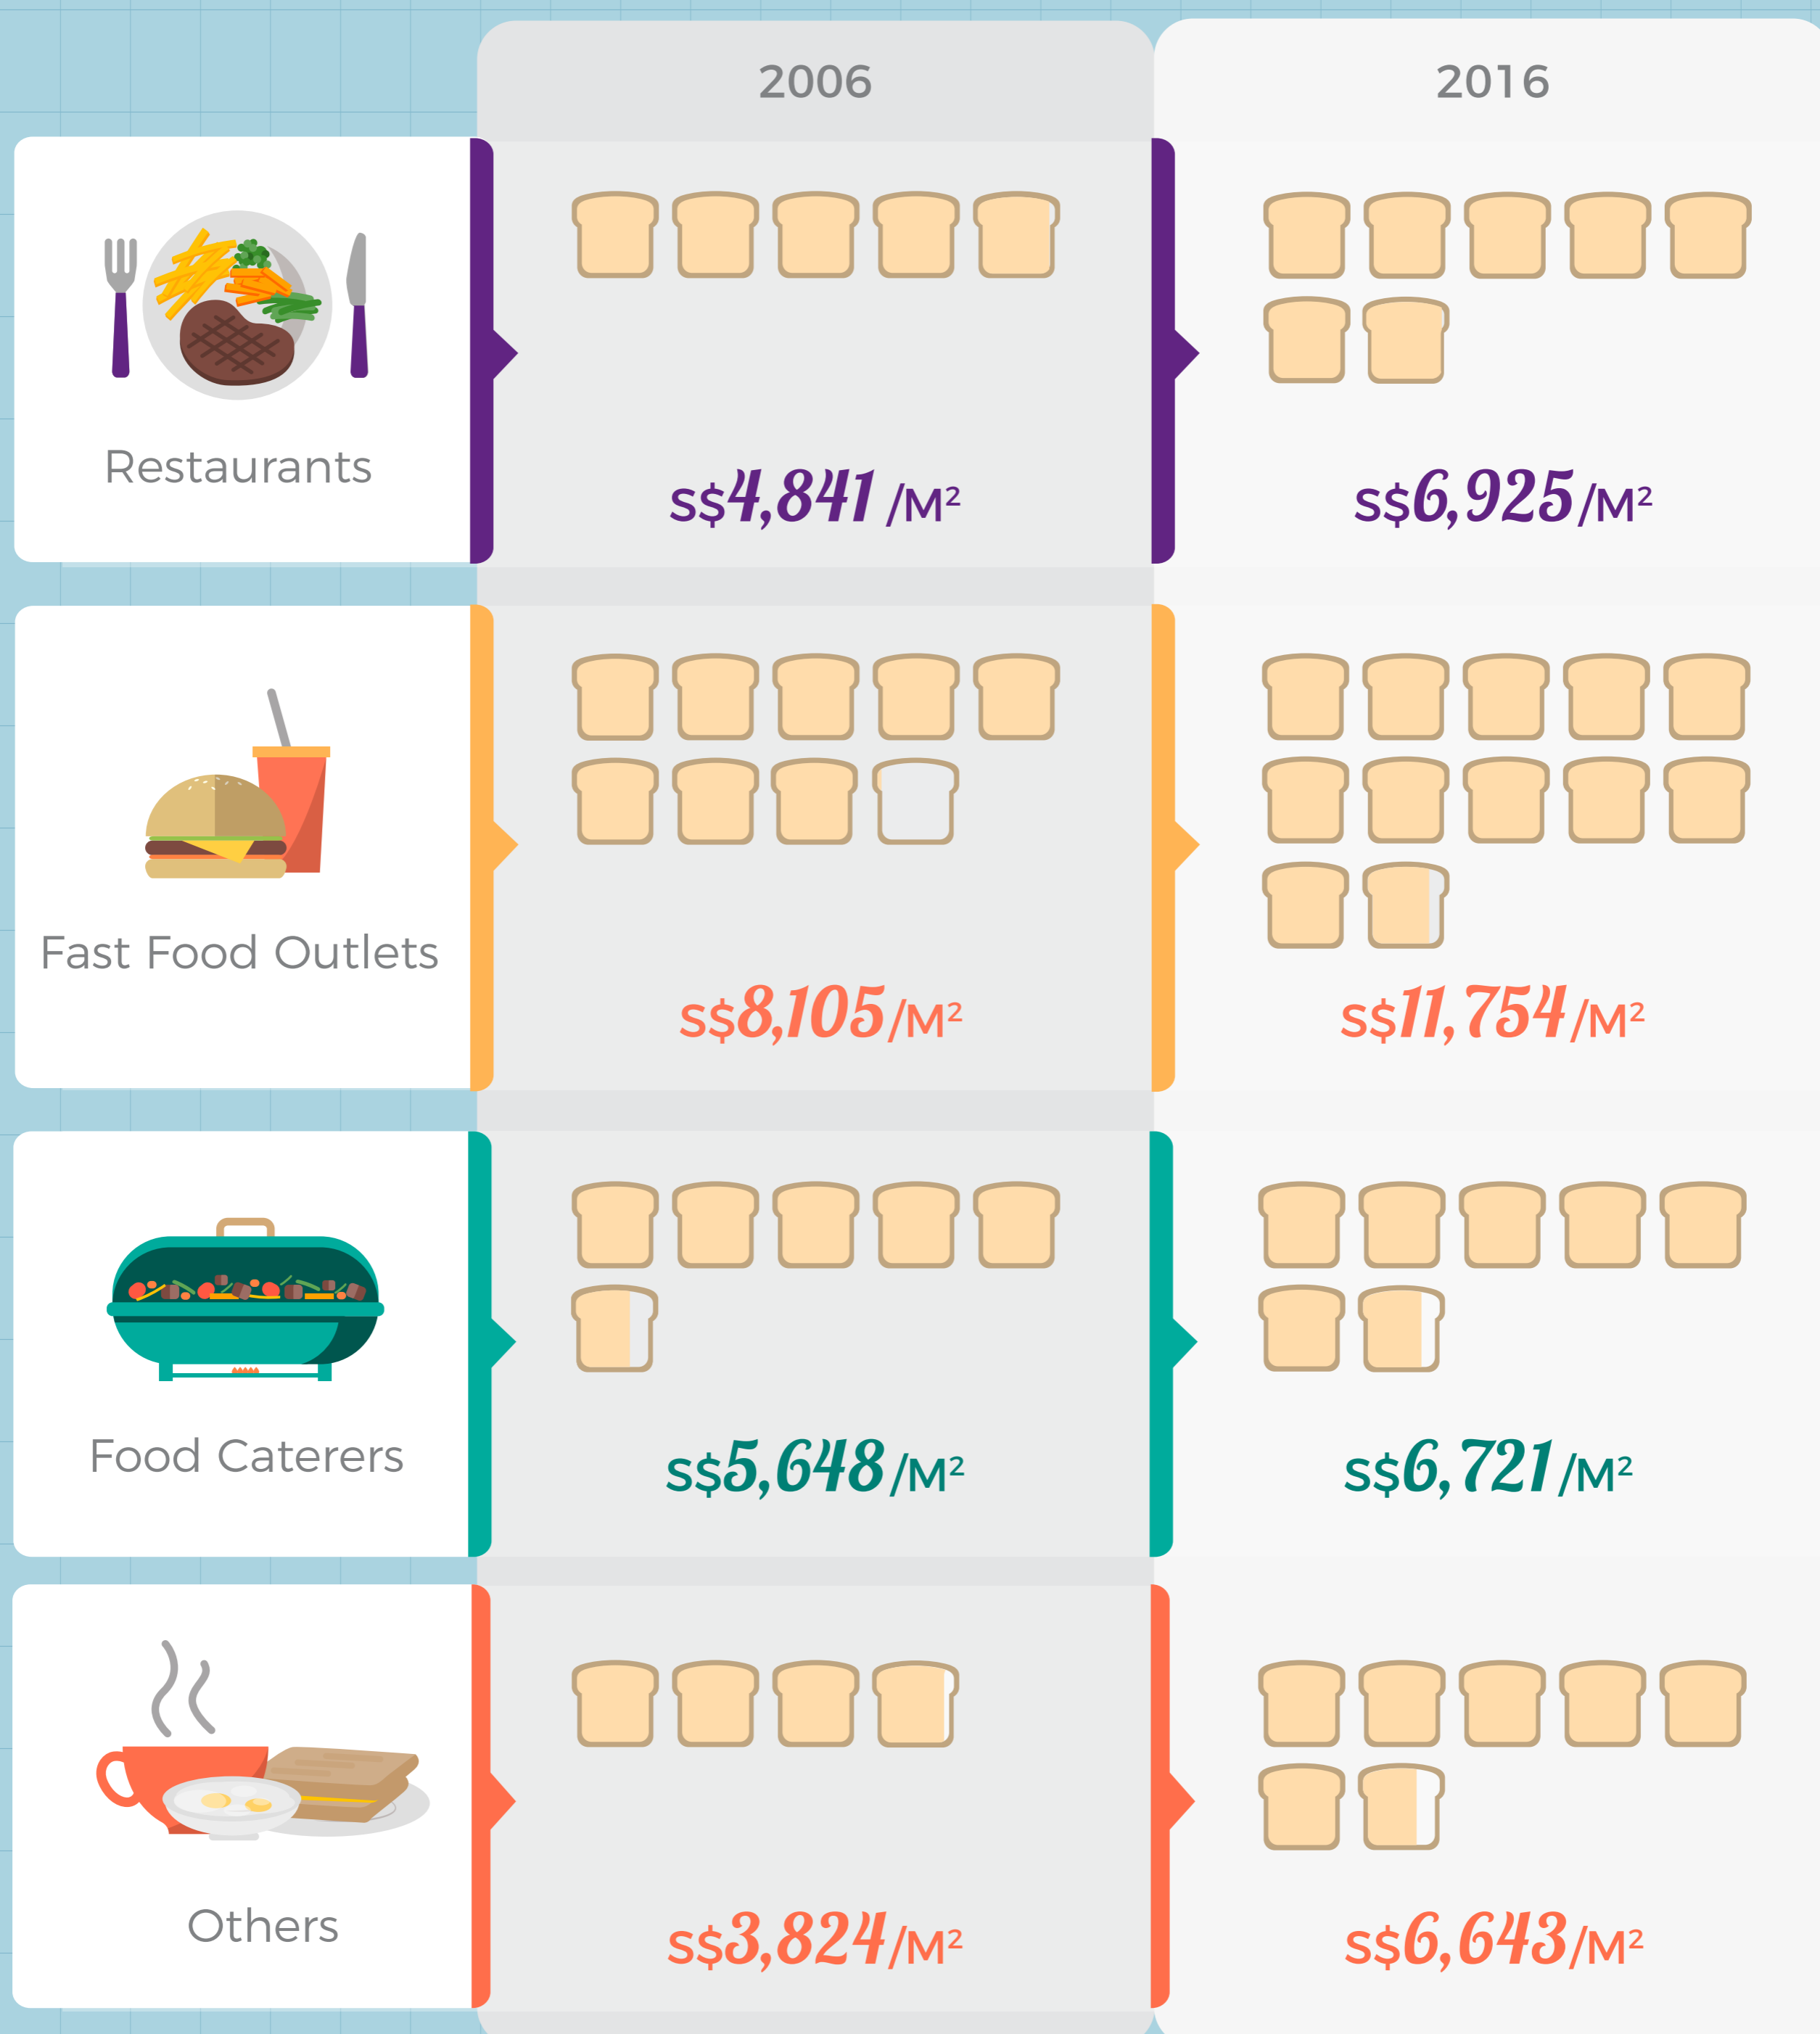 2006 2016
Restaurants
S$4,841/M²
S$6,925/M²
Fast Food Outlets
S$8,105/M²
S$11,754/M²
Food Caterers
S$5,648/M²
S$6,721/M²
Others
S$3,824/M²
S$6,643/M²